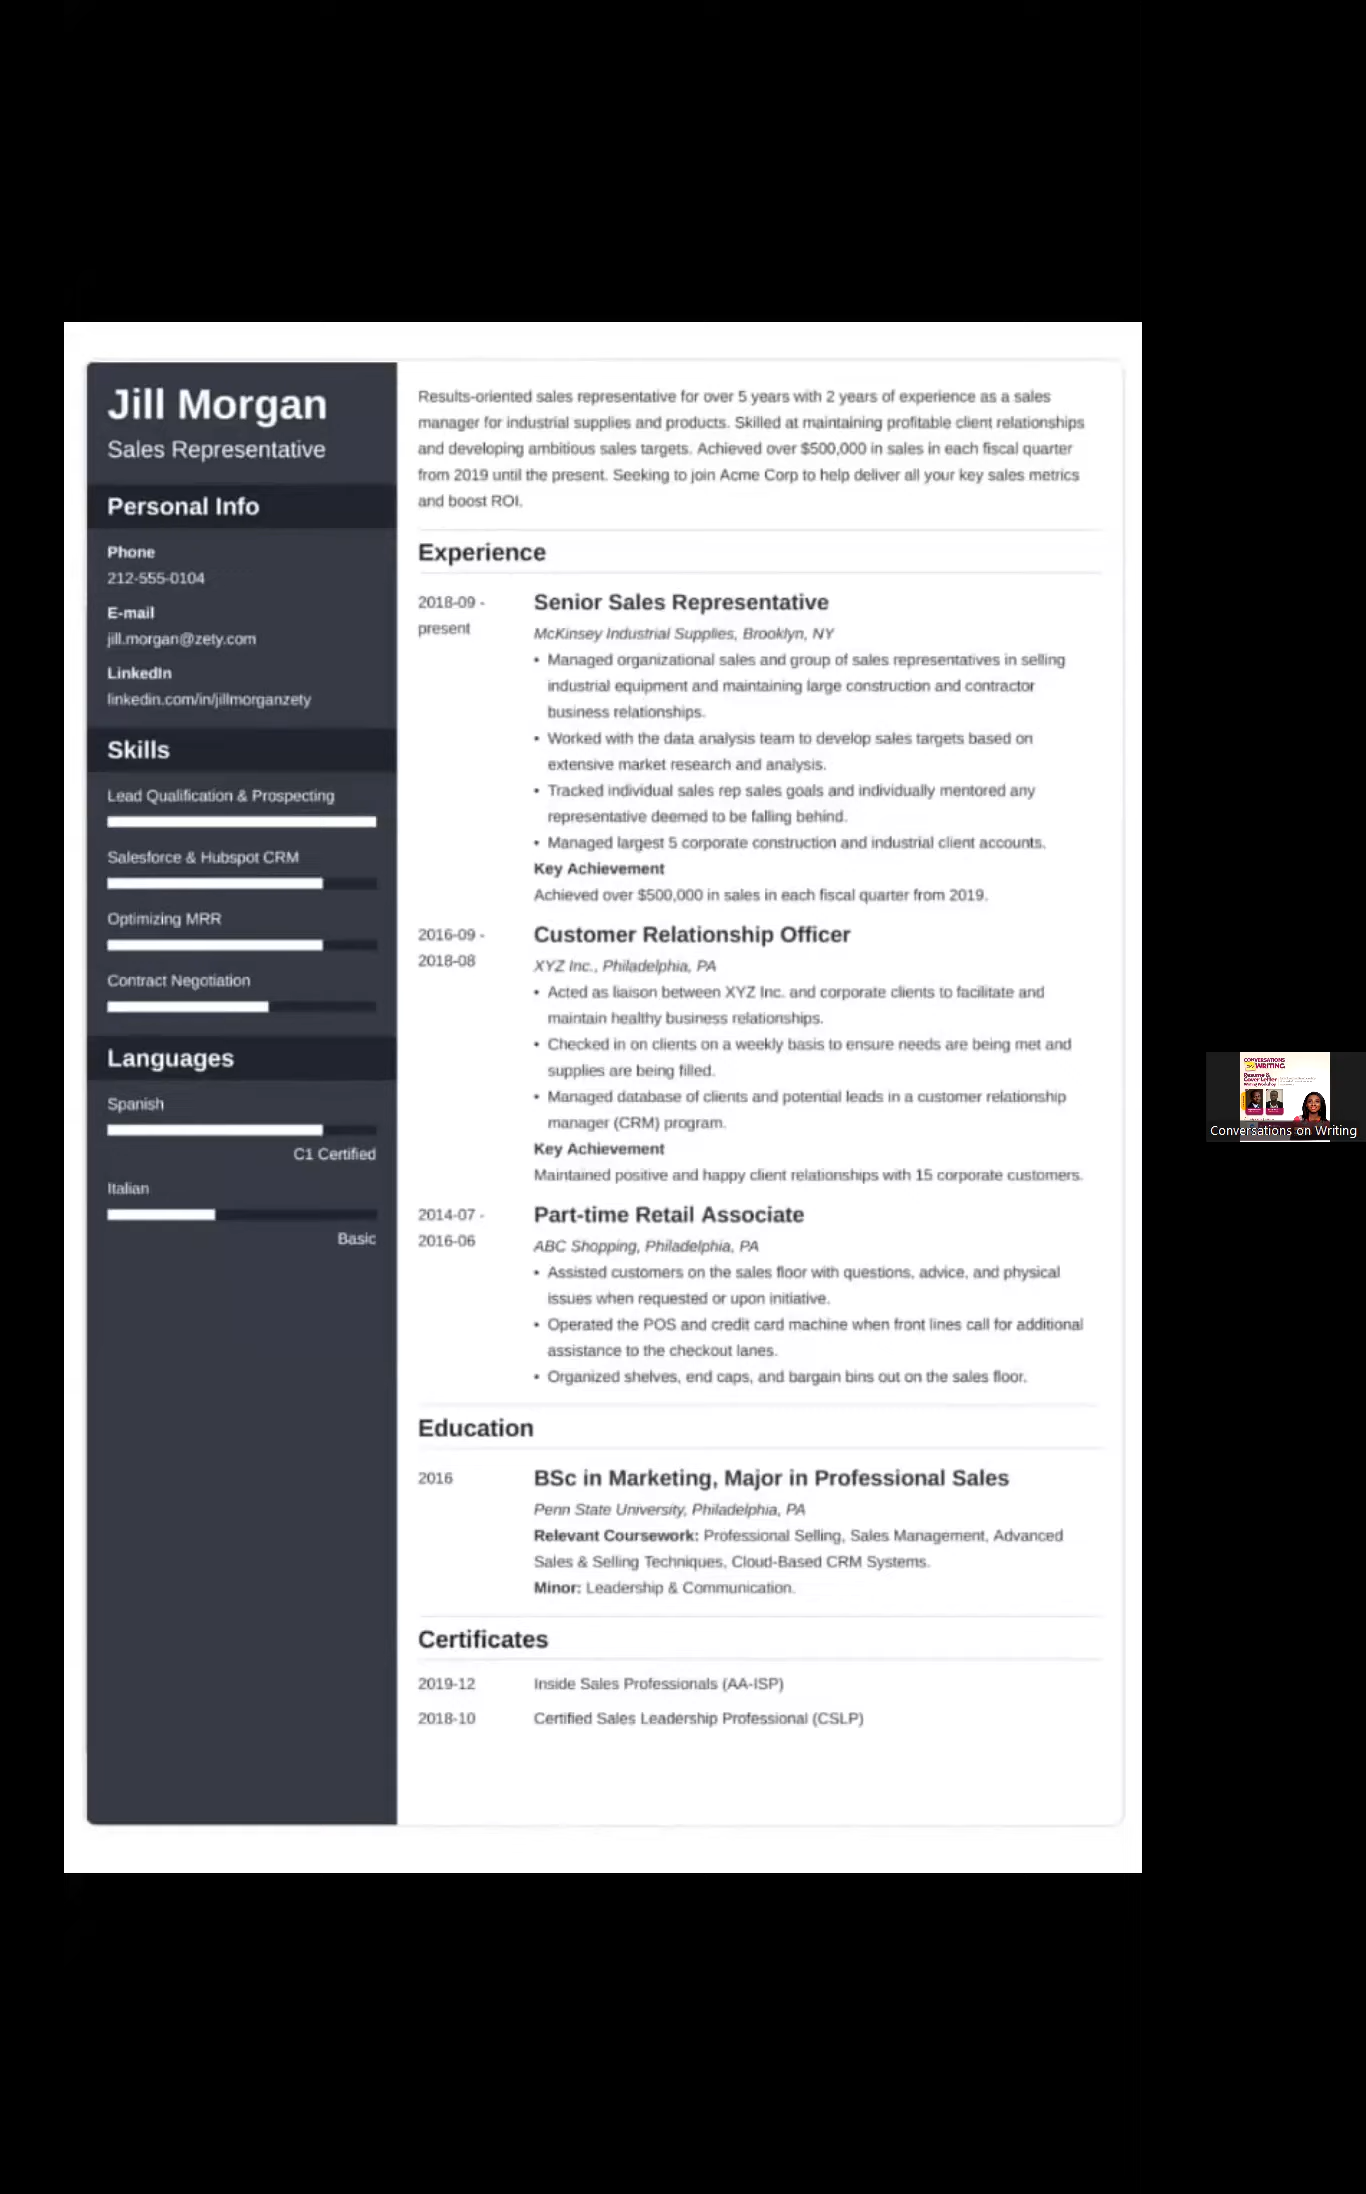 Jill Morgan
Sales Representative
Personal Info
Phone
212-555-0104
E-mail
jill.morgan@zety.com
LinkedIn
linkedin.com/in/jillmorganzety
Skills
Lead Qualification & Prospecting
Salesforce & Hubspot CRM
Optimizing MRR
Contract Negotiation
Languages
Spanish
C1 Certified
Italian
Basic
Results-oriented sales representative for over 5 years with 2 years of experience as a sales
manager for industrial supplies and products. Skilled at maintaining profitable client relationships
and developing ambitious sales targets. Achieved over $500,000 in sales in each fiscal quarter
from 2019 until the present. Seeking to join Acme Corp to help deliver all your key sales metrics
and boost ROI.
Experience
2018-09 -
present
Senior Sales Representative
McKinsey Industrial Supplies, Brooklyn, NY
• Managed organizational sales and group of sales representatives in selling
industrial equipment and maintaining large construction and contractor
business relationships.
• Worked with the data analysis team to develop sales targets based on
extensive market research and analysis.
• Tracked individual sales rep sales goals and individually mentored any
representative deemed to be falling behind.
• Managed largest 5 corporate construction and industrial client accounts.
Key Achievement
Achieved over $500,000 in sales in each fiscal quarter from 2019.
2016-09 -
2018-08
Customer Relationship Officer
XYZ Inc., Philadelphia, PA
• Acted as liaison between XYZ Inc. and corporate clients to facilitate and
maintain healthy business relationships.
• Checked in on clients on a weekly basis to ensure needs are being met and
supplies are being filled.
• Managed database of clients and potential leads in a customer relationship
manager (CRM) program.
Key Achievement
Maintained positive and happy client relationships with 15 corporate customers.
2014-07 -
2016-06
Part-time Retail Associate
ABC Shopping, Philadelphia, PA
• Assisted customers on the sales floor with questions, advice, and physical
issues when requested or upon initiative.
• Operated the POS and credit card machine when front lines call for additional
assistance to the checkout lanes.
• Organized shelves, end caps, and bargain bins out on the sales floor.
Education
2016
BSc in Marketing, Major in Professional Sales
Penn State University, Philadelphia, PA
Relevant Coursework: Professional Selling, Sales Management, Advanced
Sales & Selling Techniques, Cloud-Based CRM Systems.
Minor: Leadership & Communication.
Certificates
2019-12
Inside Sales Professionals (AA-ISP)
2018-10
Certified Sales Leadership Professional (CSLP)
CONVERSATIONS
WRITING
Resume &
Cover Letter
Conversations on Writing